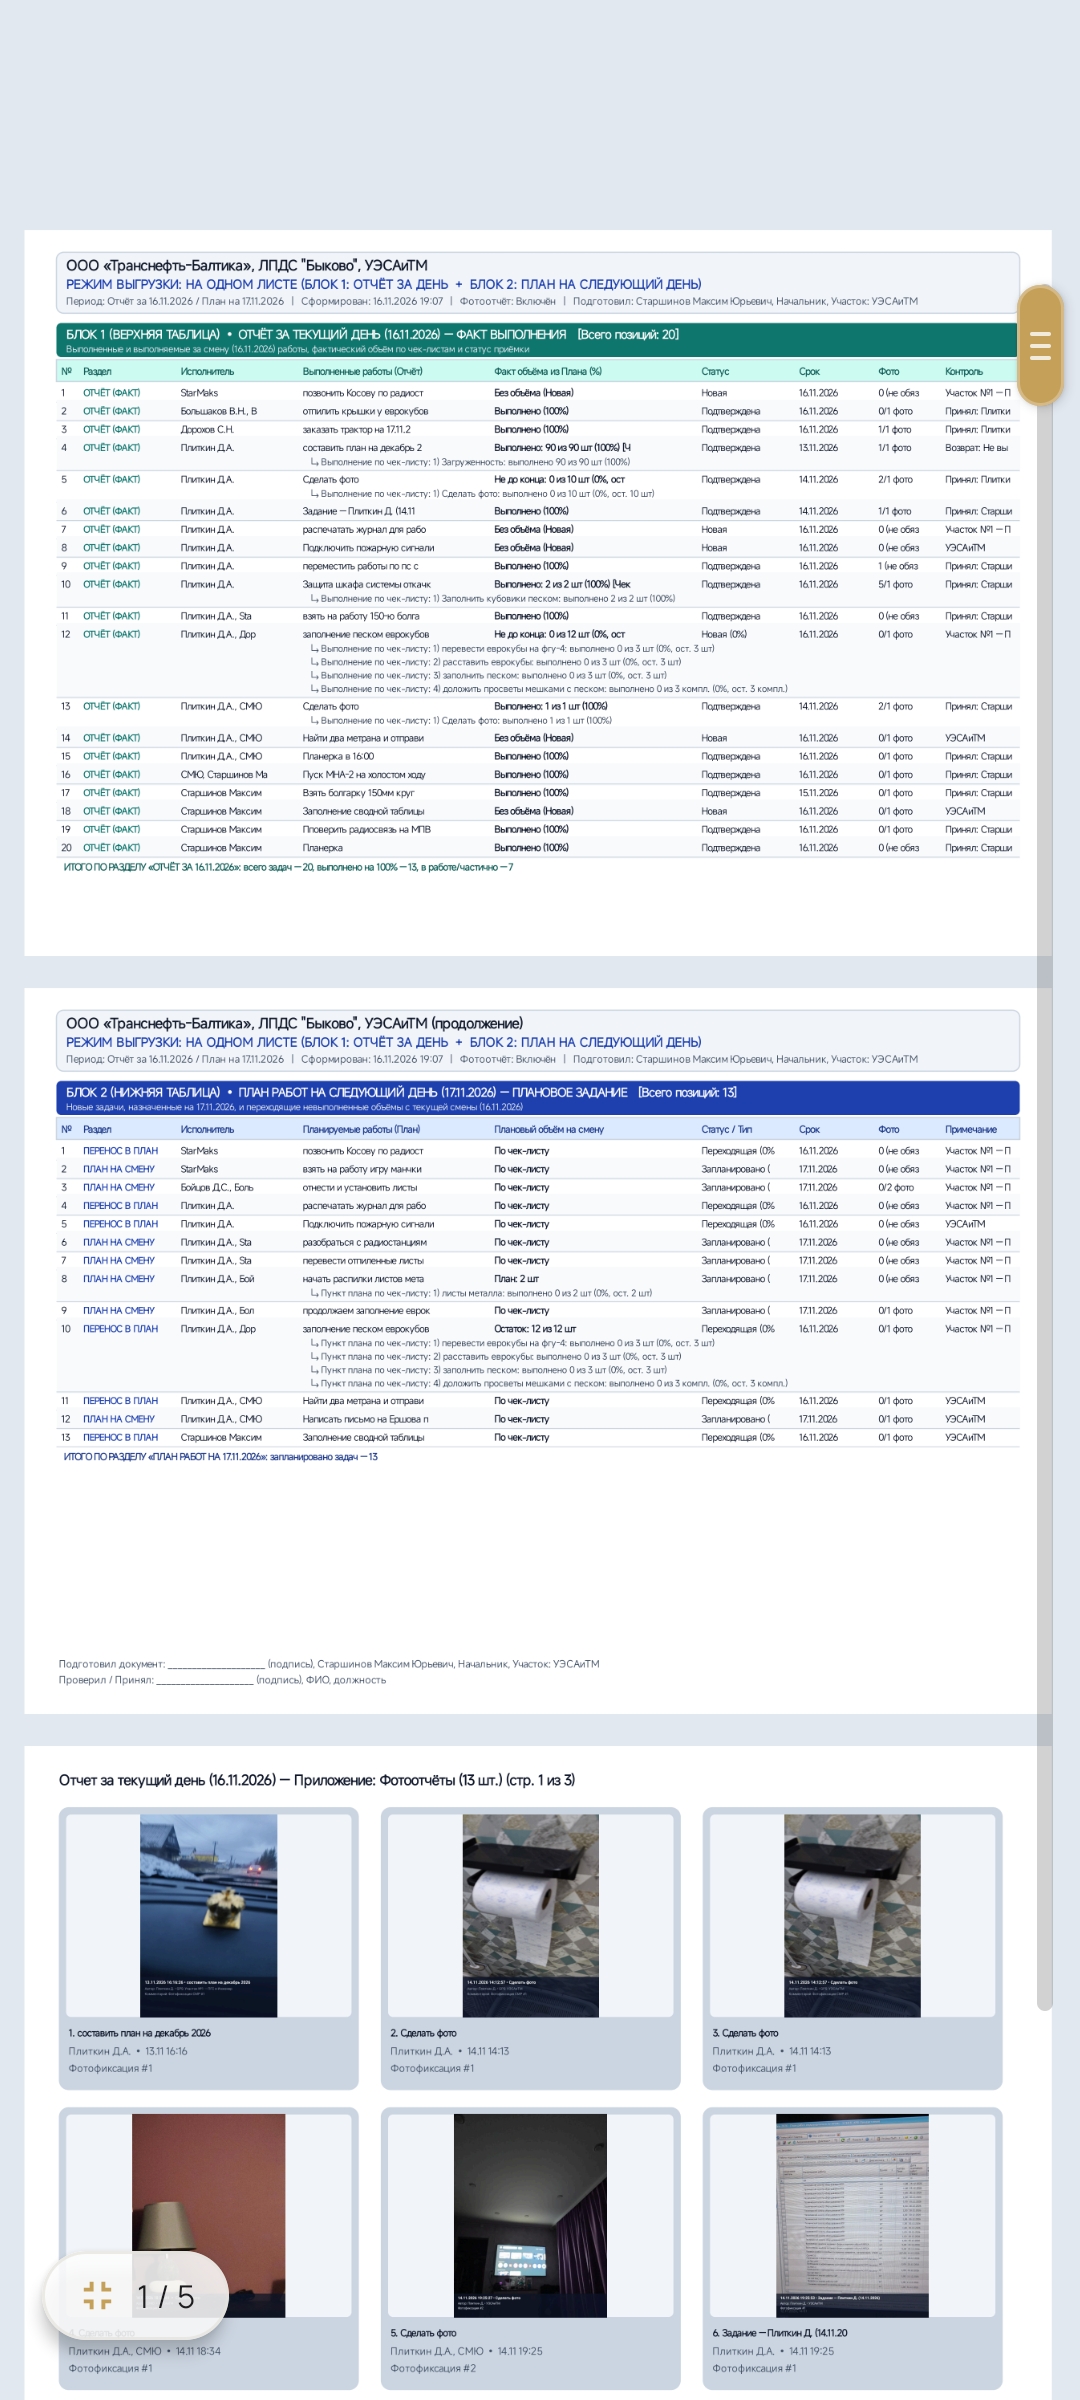 ООО «Транснефть-Балтика», ЛПДС "Быково", УЭСАиТМ
РЕЖИМ ВЫГРУЗКИ: НА ОДНОМ ЛИСТЕ (БЛОК 1: ОТЧЁТ ЗА ДЕНЬ + БЛОК 2: ПЛАН НА СЛЕДУЮЩИЙ ДЕНЬ)
Период: Отчёт за 16.11.2026 / План на 17.11.2026 | Сформирован: 16.11.2026 19:07 | Фотоотчёт: Включён | Подготовил: Старшинов Максим Юрьевич, Начальник, Участок: УЭСАиТМ
БЛОК 1 (ВЕРХНЯЯ ТАБЛИЦА) • ОТЧЁТ ЗА ТЕКУЩИЙ ДЕНЬ (16.11.2026) — ФАКТ ВЫПОЛНЕНИЯ [Всего позиций: 20]
Выполненные и выполняемые за смену (16.11.2026) работы, фактический объём по чек-листам и статус приёмки
№ Раздел Исполнитель Выполненные работы (Отчёт) Факт объёма из Плана (%) Статус Срок Фото Контроль
1 ОТЧЁТ (ФАКТ) StarMaks позвонить Косову по радиост Без объёма (Новая) Новая 16.11.2026 0 (не обяз Участок №1 — П
2 ОТЧЁТ (ФАКТ) Большаков В.Н., В отпилить крышки у еврокубов Выполнено (100%) Подтверждена 16.11.2026 0/1 фото Принял: Плитки
3 ОТЧЁТ (ФАКТ) Дорохов С.Н. заказать трактор на 17.11.2 Выполнено (100%) Подтверждена 16.11.2026 1/1 фото Принял: Плитки
4 ОТЧЁТ (ФАКТ) Плиткин Д.А. составить план на декабрь 2 Выполнено: 90 из 90 шт (100%) [Ч Подтверждена 13.11.2026 1/1 фото Возврат: Не вы
↳ Выполнение по чек-листу: 1) Загруженность: выполнено 90 из 90 шт (100%)
5 ОТЧЁТ (ФАКТ) Плиткин Д.А. Сделать фото Не до конца: 0 из 10 шт (0%, ост Подтверждена 14.11.2026 2/1 фото Принял: Плитки
↳ Выполнение по чек-листу: 1) Сделать фото: выполнено 0 из 10 шт (0%, ост. 10 шт)
6 ОТЧЁТ (ФАКТ) Плиткин Д.А. Задание — Плиткин Д. (14.11 Выполнено (100%) Подтверждена 14.11.2026 1/1 фото Принял: Старши
7 ОТЧЁТ (ФАКТ) Плиткин Д.А. распечатать журнал для рабо Без объёма (Новая) Новая 16.11.2026 0 (не обяз Участок №1 — П
8 ОТЧЁТ (ФАКТ) Плиткин Д.А. Подключить пожарную сигнали Без объёма (Новая) Новая 16.11.2026 0 (не обяз УЭСАиТМ
9 ОТЧЁТ (ФАКТ) Плиткин Д.А. переместить работы по пс с Выполнено (100%) Подтверждена 16.11.2026 1 (не обяз Принял: Старши
10 ОТЧЁТ (ФАКТ) Плиткин Д.А. Защита шкафа системы откачк Выполнено: 2 из 2 шт (100%) [Чек Подтверждена 16.11.2026 5/1 фото Принял: Старши
↳ Выполнение по чек-листу: 1) Заполнить кубовики песком: выполнено 2 из 2 шт (100%)
11 ОТЧЁТ (ФАКТ) Плиткин Д.А., Sta взять на работу 150-ю болга Выполнено (100%) Подтверждена 16.11.2026 0 (не обяз Принял: Старши
12 ОТЧЁТ (ФАКТ) Плиткин Д.А., Дор заполнение песком еврокубов Не до конца: 0 из 12 шт (0%, ост Новая (0%) 16.11.2026 0/1 фото Участок №1 — П
↳ Выполнение по чек-листу: 1) перевести еврокубы на фгу-4: выполнено 0 из 3 шт (0%, ост. 3 шт)
↳ Выполнение по чек-листу: 2) расставить еврокубы: выполнено 0 из 3 шт (0%, ост. 3 шт)
↳ Выполнение по чек-листу: 3) заполнить песком: выполнено 0 из 3 шт (0%, ост. 3 шт)
↳ Выполнение по чек-листу: 4) доложить просветы мешками с песком: выполнено 0 из 3 компл. (0%, ост. 3 компл.)
13 ОТЧЁТ (ФАКТ) Плиткин Д.А., СМЮ Сделать фото Выполнено: 1 из 1 шт (100%) Подтверждена 14.11.2026 2/1 фото Принял: Старши
↳ Выполнение по чек-листу: 1) Сделать фото: выполнено 1 из 1 шт (100%)
14 ОТЧЁТ (ФАКТ) Плиткин Д.А., СМЮ Найти два метрана и отправи Без объёма (Новая) Новая 16.11.2026 0/1 фото УЭСАиТМ
15 ОТЧЁТ (ФАКТ) Плиткин Д.А., СМЮ Планерка в 16:00 Выполнено (100%) Подтверждена 16.11.2026 0/1 фото Принял: Старши
16 ОТЧЁТ (ФАКТ) СМЮ, Старшинов Ма Пуск МНА-2 на холостом ходу Выполнено (100%) Подтверждена 16.11.2026 0/1 фото Принял: Старши
17 ОТЧЁТ (ФАКТ) Старшинов Максим Взять болгарку 150мм круг Выполнено (100%) Подтверждена 15.11.2026 0/1 фото Принял: Старши
18 ОТЧЁТ (ФАКТ) Старшинов Максим Заполнение сводной таблицы Без объёма (Новая) Новая 16.11.2026 0/1 фото УЭСАиТМ
19 ОТЧЁТ (ФАКТ) Старшинов Максим Пповерить радиосвязь на МПВ Выполнено (100%) Подтверждена 16.11.2026 0/1 фото Принял: Старши
20 ОТЧЁТ (ФАКТ) Старшинов Максим Планерка Выполнено (100%) Подтверждена 16.11.2026 0 (не обяз Принял: Старши
ИТОГО ПО РАЗДЕЛУ «ОТЧЁТ ЗА 16.11.2026»: всего задач — 20, выполнено на 100% — 13, в работе/частично — 7
ООО «Транснефть-Балтика», ЛПДС "Быково", УЭСАиТМ (продолжение)
РЕЖИМ ВЫГРУЗКИ: НА ОДНОМ ЛИСТЕ (БЛОК 1: ОТЧЁТ ЗА ДЕНЬ + БЛОК 2: ПЛАН НА СЛЕДУЮЩИЙ ДЕНЬ)
Период: Отчёт за 16.11.2026 / План на 17.11.2026 | Сформирован: 16.11.2026 19:07 | Фотоотчёт: Включён | Подготовил: Старшинов Максим Юрьевич, Начальник, Участок: УЭСАиТМ
БЛОК 2 (НИЖНЯЯ ТАБЛИЦА) • ПЛАН РАБОТ НА СЛЕДУЮЩИЙ ДЕНЬ (17.11.2026) — ПЛАНОВОЕ ЗАДАНИЕ [Всего позиций: 13]
Новые задачи, назначенные на 17.11.2026, и переходящие невыполненные объёмы с текущей смены (16.11.2026)
№ Раздел Исполнитель Планируемые работы (План) Плановый объём на смену Статус / Тип Срок Фото Примечание
1 ПЕРЕНОС В ПЛАН StarMaks позвонить Косову по радиост По чек-листу Переходящая (0% 16.11.2026 0 (не обяз Участок №1 — П
2 ПЛАН НА СМЕНУ StarMaks взять на работу игру манчки По чек-листу Запланировано ( 17.11.2026 0 (не обяз Участок №1 — П
3 ПЛАН НА СМЕНУ Бойцов Д.С., Боль отнести и установить листы По чек-листу Запланировано ( 17.11.2026 0/2 фото Участок №1 — П
4 ПЕРЕНОС В ПЛАН Плиткин Д.А. распечатать журнал для рабо По чек-листу Переходящая (0% 16.11.2026 0 (не обяз Участок №1 — П
5 ПЕРЕНОС В ПЛАН Плиткин Д.А. Подключить пожарную сигнали По чек-листу Переходящая (0% 16.11.2026 0 (не обяз УЭСАиТМ
6 ПЛАН НА СМЕНУ Плиткин Д.А., Sta разобраться с радиостанциям По чек-листу Запланировано ( 17.11.2026 0 (не обяз Участок №1 — П
7 ПЛАН НА СМЕНУ Плиткин Д.А., Sta перевести отпиленные листы По чек-листу Запланировано ( 17.11.2026 0 (не обяз Участок №1 — П
8 ПЛАН НА СМЕНУ Плиткин Д.А., Бой начать распилки листов мета План: 2 шт Запланировано ( 17.11.2026 0 (не обяз Участок №1 — П
↳ Пункт плана по чек-листу: 1) листы металла: выполнено 0 из 2 шт (0%, ост. 2 шт)
9 ПЛАН НА СМЕНУ Плиткин Д.А., Бол продолжаем заполнение еврок По чек-листу Запланировано ( 17.11.2026 0/1 фото Участок №1 — П
10 ПЕРЕНОС В ПЛАН Плиткин Д.А., Дор заполнение песком еврокубов Остаток: 12 из 12 шт Переходящая (0% 16.11.2026 0/1 фото Участок №1 — П
↳ Пункт плана по чек-листу: 1) перевести еврокубы на фгу-4: выполнено 0 из 3 шт (0%, ост. 3 шт)
↳ Пункт плана по чек-листу: 2) расставить еврокубы: выполнено 0 из 3 шт (0%, ост. 3 шт)
↳ Пункт плана по чек-листу: 3) заполнить песком: выполнено 0 из 3 шт (0%, ост. 3 шт)
↳ Пункт плана по чек-листу: 4) доложить просветы мешками с песком: выполнено 0 из 3 компл. (0%, ост. 3 компл.)
11 ПЕРЕНОС В ПЛАН Плиткин Д.А., СМЮ Найти два метрана и отправи По чек-листу Переходящая (0% 16.11.2026 0/1 фото УЭСАиТМ
12 ПЛАН НА СМЕНУ Плиткин Д.А., СМЮ Написать письмо на Ершова п По чек-листу Запланировано ( 17.11.2026 0/1 фото УЭСАиТМ
13 ПЕРЕНОС В ПЛАН Старшинов Максим Заполнение сводной таблицы По чек-листу Переходящая (0% 16.11.2026 0/1 фото УЭСАиТМ
ИТОГО ПО РАЗДЕЛУ «ПЛАН РАБОТ НА 17.11.2026»: запланировано задач — 13
Подготовил документ: ____________________ (подпись), Старшинов Максим Юрьевич, Начальник, Участок: УЭСАиТМ
Проверил / Принял: ____________________ (подпись), ФИО, должность
Отчет за текущий день (16.11.2026) — Приложение: Фотоотчёты (13 шт.) (стр. 1 из 3)
13.11.2026 16:16:26 - составить план на декабрь 2026
14.11.2026 14:12:57 - Сделать фото
14.11.2026 14:12:57 - Сделать фото
1. составить план на декабрь 2026
2. Сделать фото
3. Сделать фото
Плиткин Д.А. • 13.11 16:16
Плиткин Д.А. • 14.11 14:13
Плиткин Д.А. • 14.11 14:13
Фотофиксация #1
Фотофиксация #1
Фотофиксация #1
1 / 5
4. Сделать фото
5. Сделать фото
6. Задание — Плиткин Д. (14.11.20
Плиткин Д.А., СМЮ • 14.11 18:34
Плиткин Д.А., СМЮ • 14.11 19:25
Плиткин Д.А. • 14.11 19:25
Фотофиксация #1
Фотофиксация #2
Фотофиксация #1